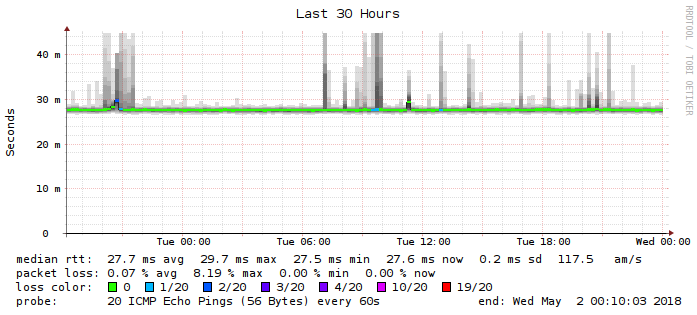 Last 30 Hours
RRDTOOL / TOBI OETIKER
Seconds
40 m
30 m
20 m
10 m
0
Tue 00:00 Tue 06:00 Tue 12:00 Tue 18:00 Wed 00:00
median rtt: 27.7 ms avg 29.7 ms max 27.5 ms min 27.6 ms now 0.2 ms sd 117.5 am/s
packet loss: 0.07 % avg 8.19 % max 0.00 % min 0.00 % now
loss color: 0 1/20 2/20 3/20 4/20 10/20 19/20
probe: 20 ICMP Echo Pings (56 Bytes) every 60s end: Wed May 2 00:10:03 2018